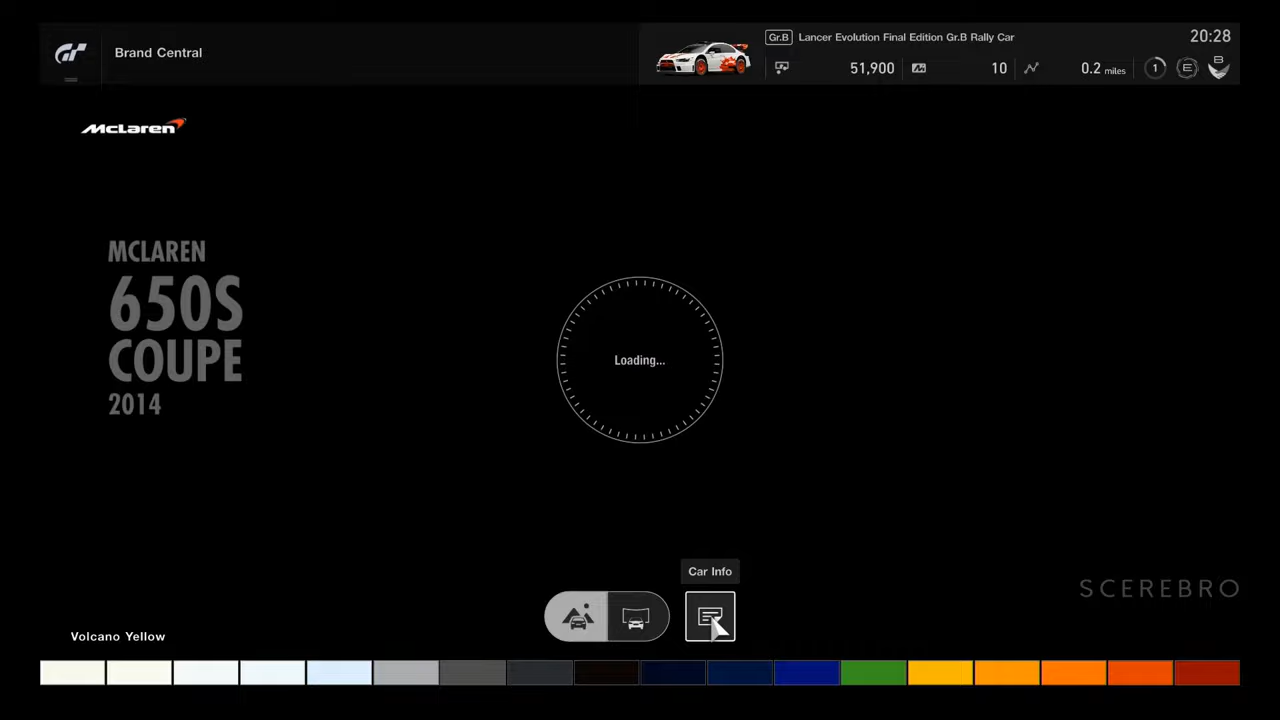 Brand Central
Gr.B Lancer Evolution Final Edition Gr.B Rally Car
20:28
51,900
10
0.2 miles
1
E
B
McLaren
MCLAREN
650S
COUPE
2014
Loading...
Car Info
SCEREBRO
Volcano Yellow